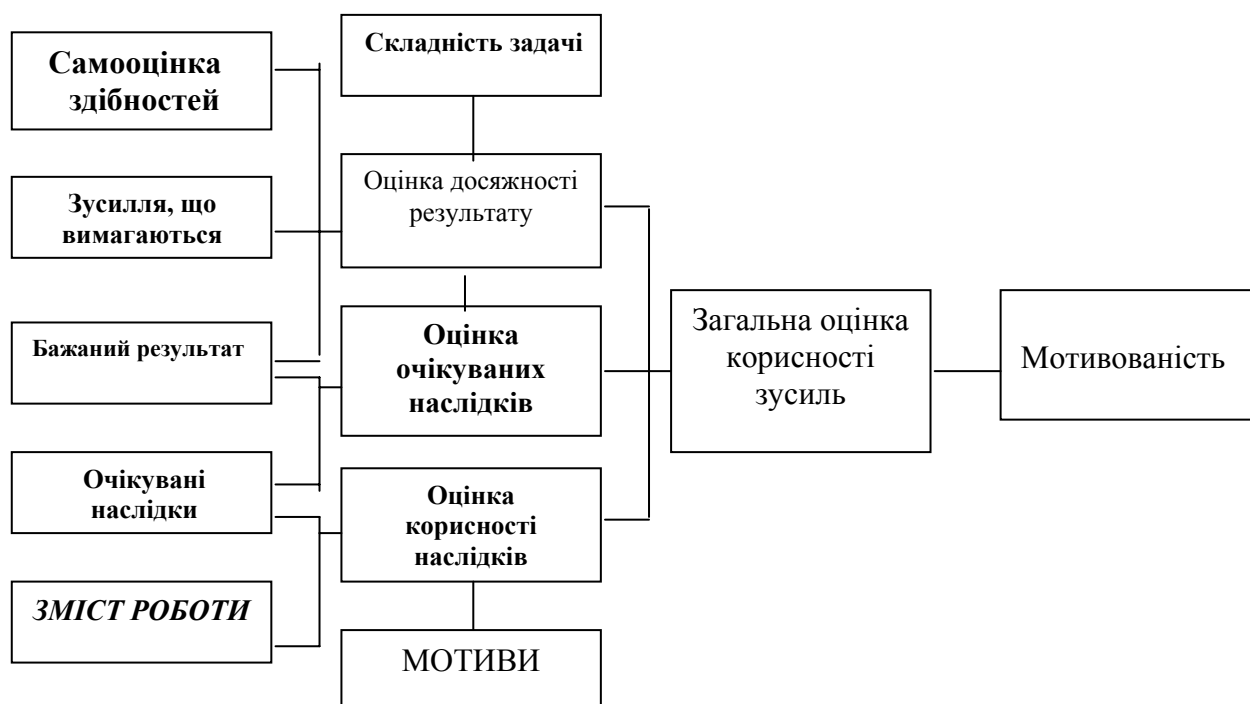 Самооцінка
здібностей
Зусилля, що
вимагаються
Бажаний результат
Очікувані
наслідки
ЗМІСТ РОБОТИ
Складність задачі
Оцінка досяжності
результату
Оцінка
очікуваних
наслідків
Оцінка
корисності
наслідків
МОТИВИ
Загальна оцінка
корисності
зусиль
Мотивованість